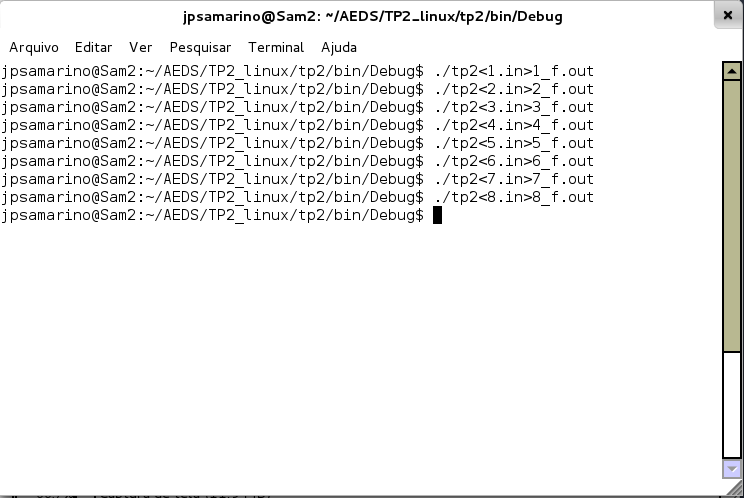 jpsamarino@Sam2: ~/AEDS/TP2_linux/tp2/bin/Debug
Arquivo Editar Ver Pesquisar Terminal Ajuda
jpsamarino@Sam2:~/AEDS/TP2_linux/tp2/bin/Debug$ ./tp2<1.in>1_f.out
jpsamarino@Sam2:~/AEDS/TP2_linux/tp2/bin/Debug$ ./tp2<2.in>2_f.out
jpsamarino@Sam2:~/AEDS/TP2_linux/tp2/bin/Debug$ ./tp2<3.in>3_f.out
jpsamarino@Sam2:~/AEDS/TP2_linux/tp2/bin/Debug$ ./tp2<4.in>4_f.out
jpsamarino@Sam2:~/AEDS/TP2_linux/tp2/bin/Debug$ ./tp2<5.in>5_f.out
jpsamarino@Sam2:~/AEDS/TP2_linux/tp2/bin/Debug$ ./tp2<6.in>6_f.out
jpsamarino@Sam2:~/AEDS/TP2_linux/tp2/bin/Debug$ ./tp2<7.in>7_f.out
jpsamarino@Sam2:~/AEDS/TP2_linux/tp2/bin/Debug$ ./tp2<8.in>8_f.out
jpsamarino@Sam2:~/AEDS/TP2_linux/tp2/bin/Debug$